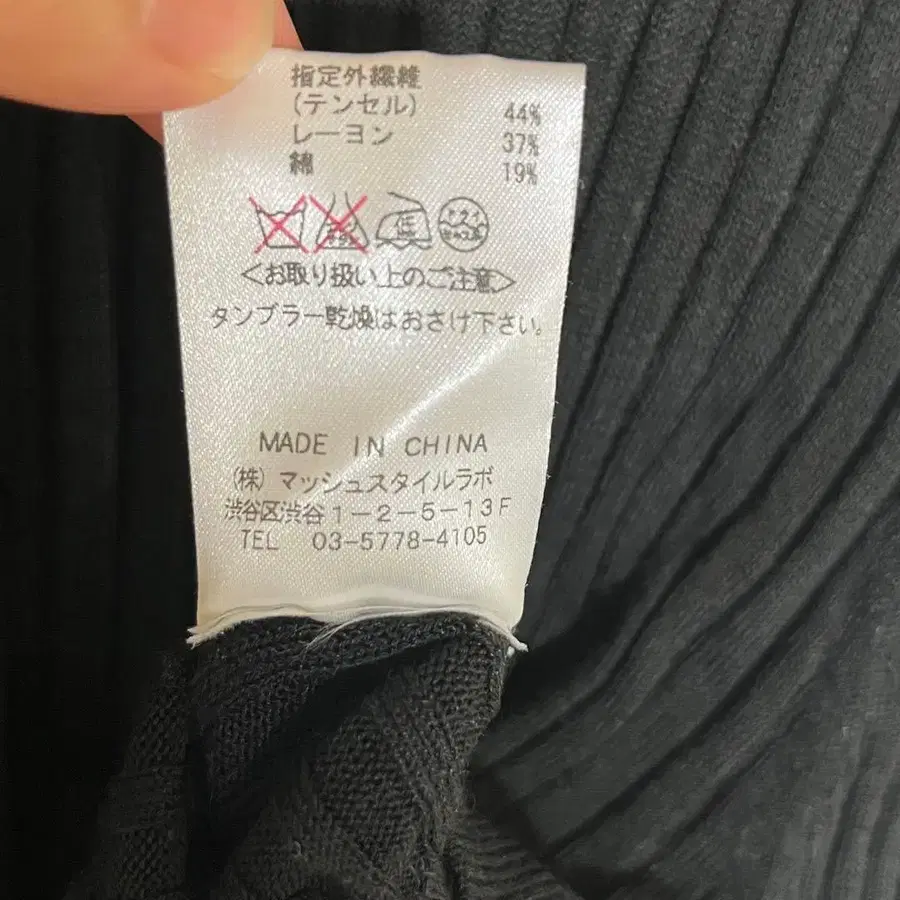 指定外繊維
(テンセル) 44%
レーヨン 37%
綿 19%
<お取り扱い上のご注意>
タンブラー乾燥はおさけ下さい。
MADE IN CHINA
(株)マッシュスタイルラボ
渋谷区渋谷1-2-5-13F
TEL 03-5778-4105